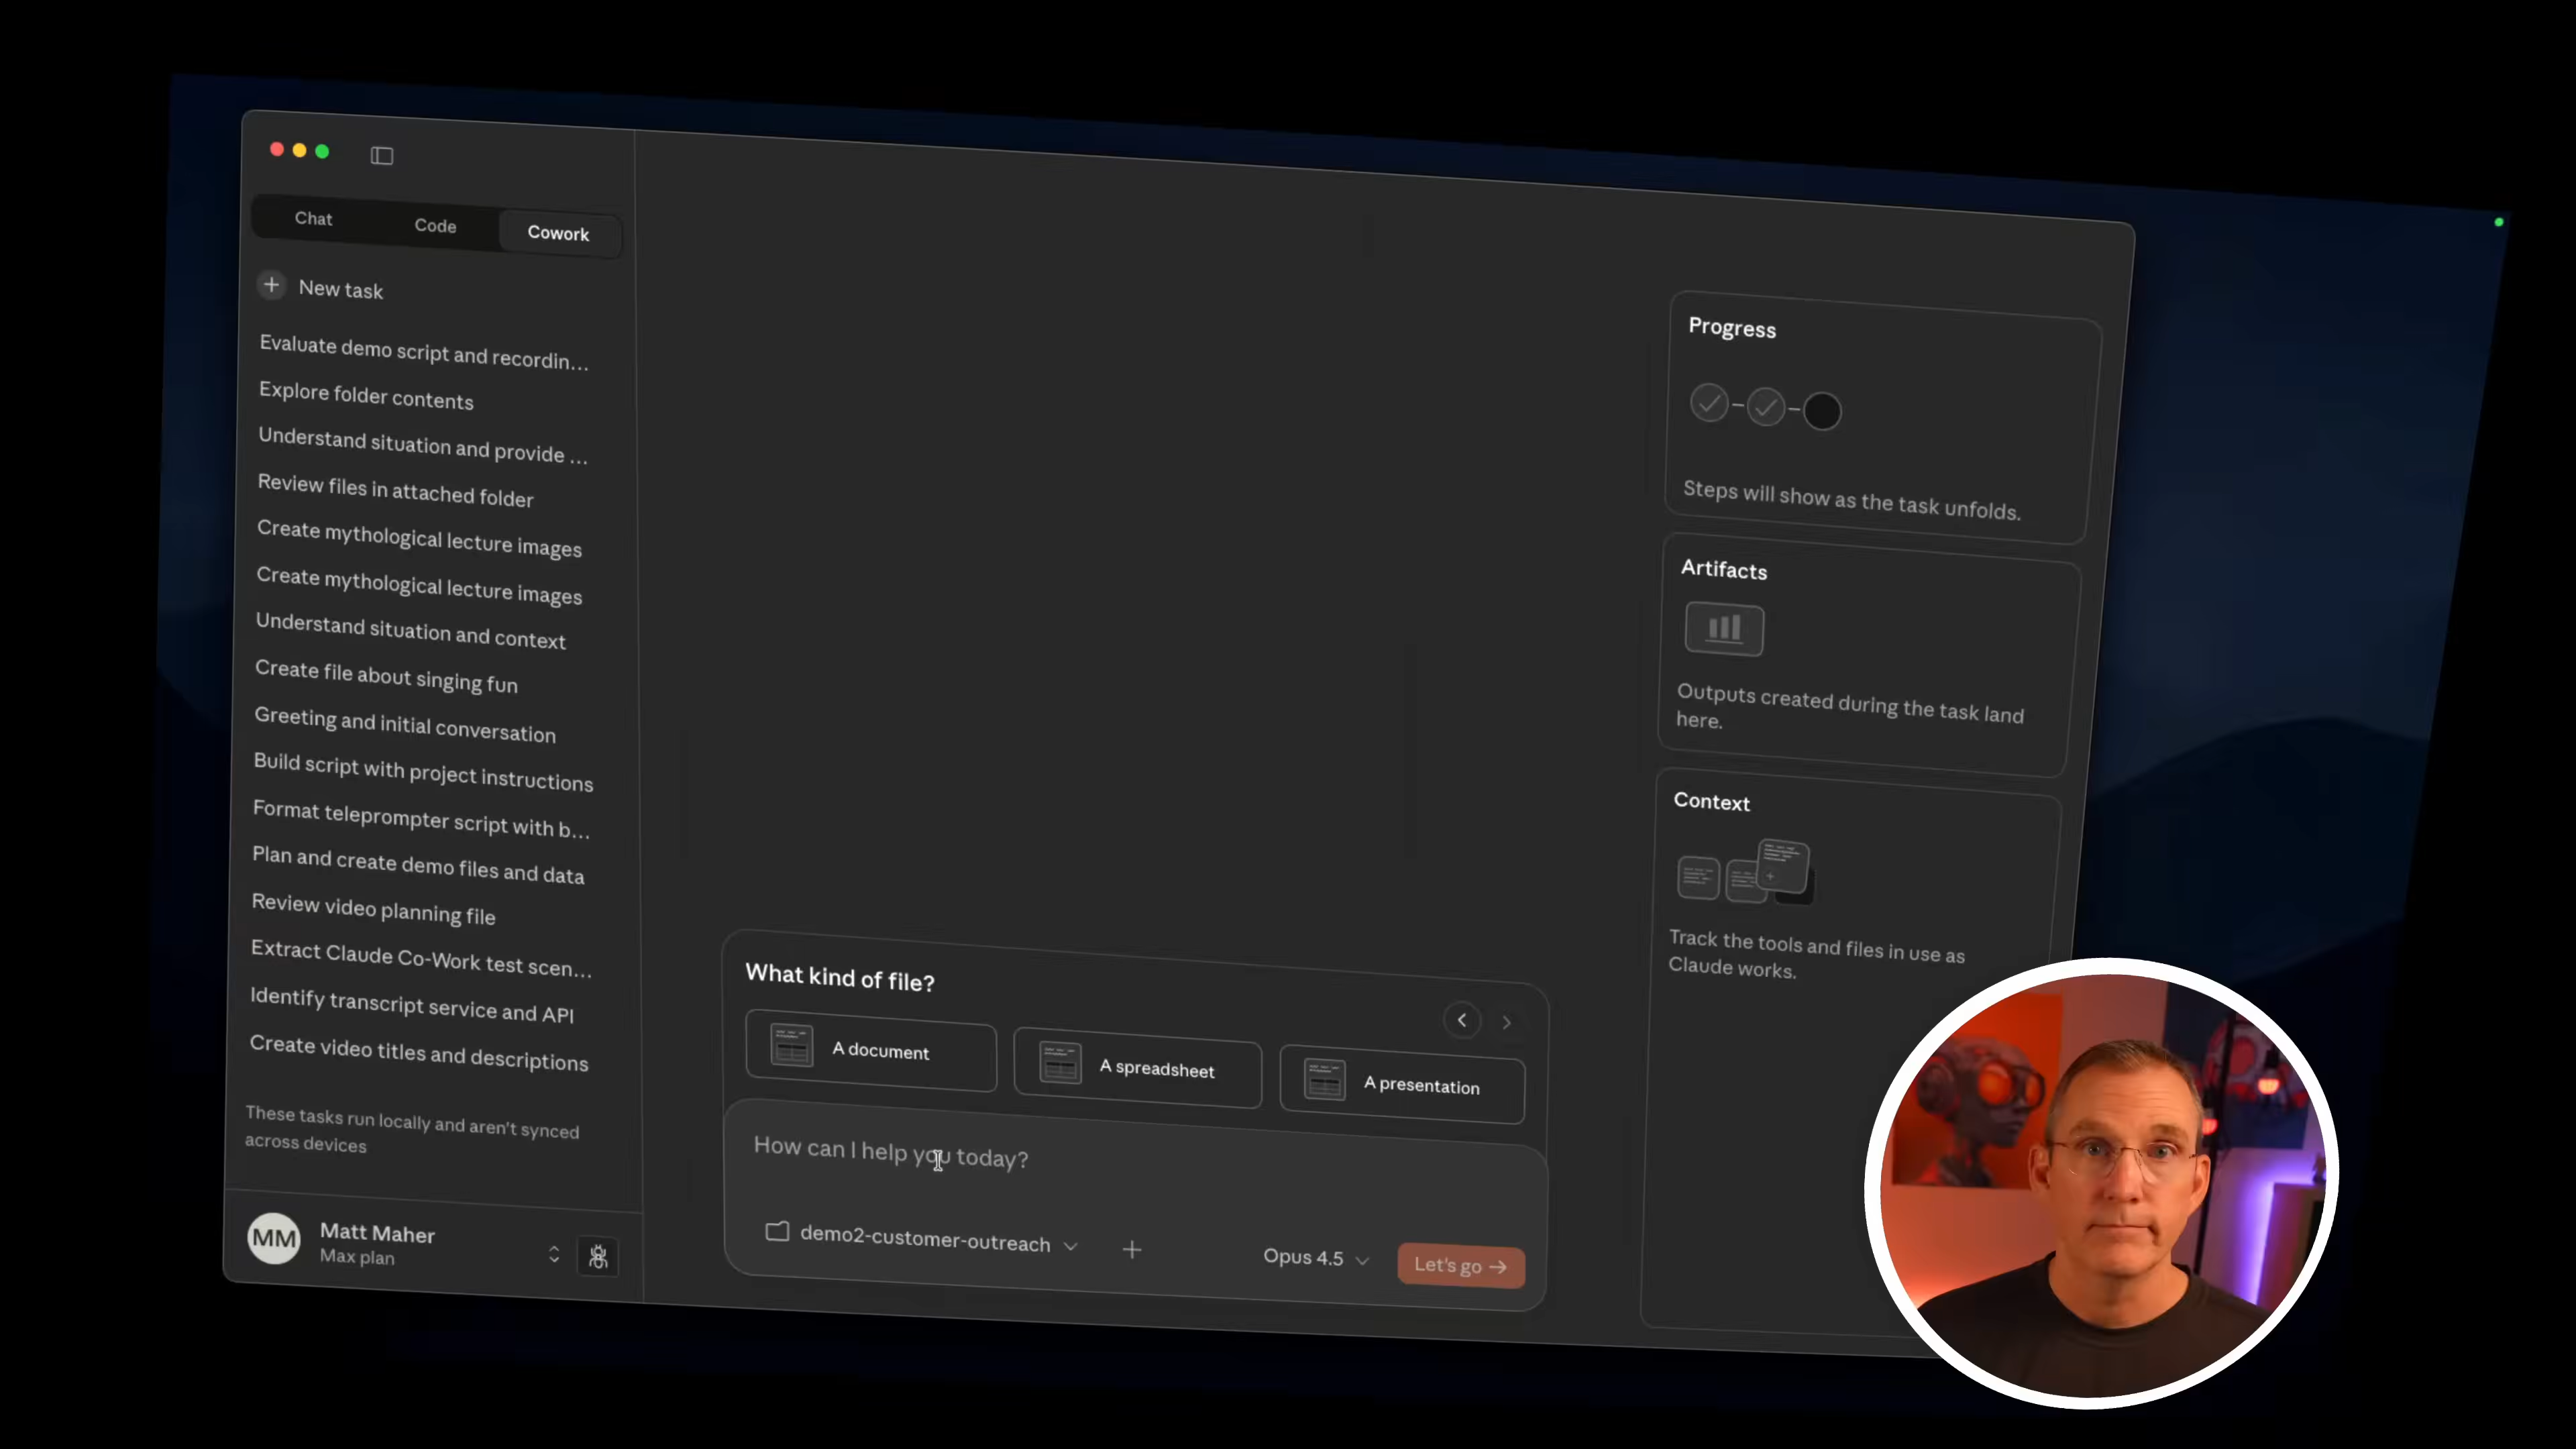 Chat
Code
Cowork
New task
Evaluate demo script and recordin...
Explore folder contents
Understand situation and provide ...
Review files in attached folder
Create mythological lecture images
Create mythological lecture images
Understand situation and context
Create file about singing fun
Greeting and initial conversation
Build script with project instructions
Format teleprompter script with b...
Plan and create demo files and data
Review video planning file
Extract Claude Co-Work test scen...
Identify transcript service and API
Create video titles and descriptions
These tasks run locally and aren't synced
across devices
MM
Matt Maher
Max plan
What kind of file?
A document
A spreadsheet
A presentation
How can I help you today?
demo2-customer-outreach
Opus 4.5
Let's go →
Progress
Steps will show as the task unfolds.
Artifacts
Outputs created during the task land
here.
Context
Track the tools and files in use as
Claude works.